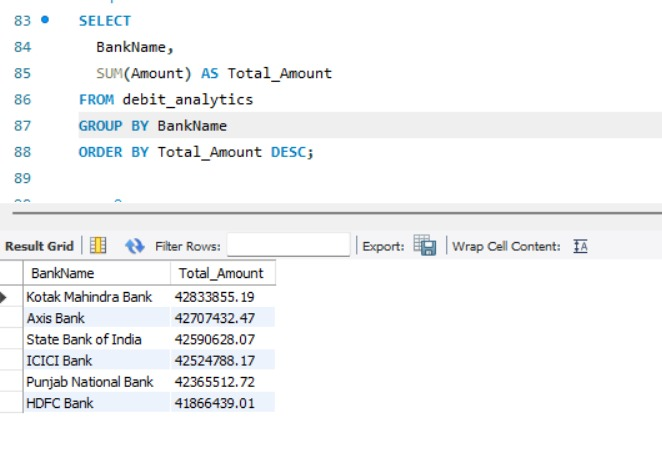 83 SELECT
84 BankName,
85 SUM(Amount) AS Total_Amount
86 FROM debit_analytics
87 GROUP BY BankName
88 ORDER BY Total_Amount DESC;
89
Result Grid Filter Rows: Export: Wrap Cell Content:
BankName Total_Amount
Kotak Mahindra Bank 42833855.19
Axis Bank 42707432.47
State Bank of India 42590628.07
ICICI Bank 42524788.17
Punjab National Bank 42365512.72
HDFC Bank 41866439.01